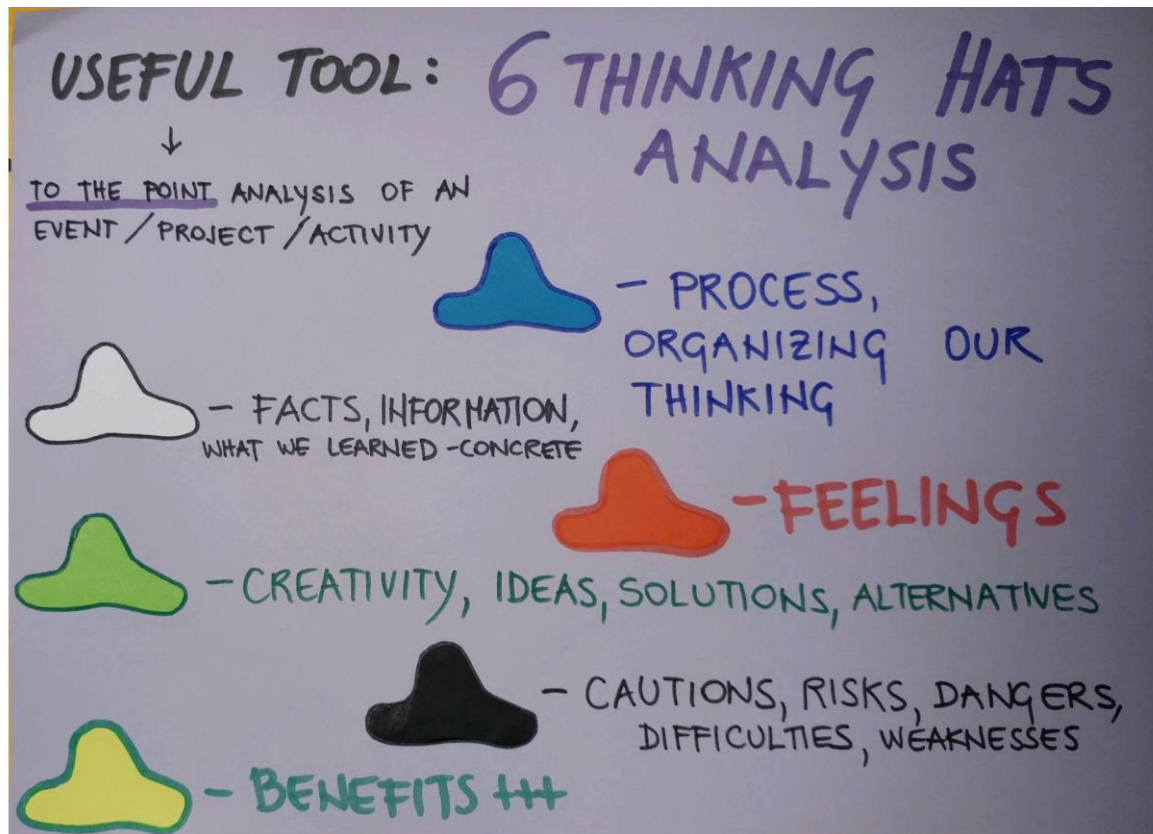 USEFUL TOOL:
6 THINKING HATS
ANALYSIS
↓
TO THE POINT ANALYSIS OF AN
EVENT / PROJECT / ACTIVITY
- PROCESS,
ORGANIZING OUR
THINKING
- FACTS, INFORMATION,
WHAT WE LEARNED - CONCRETE
- FEELINGS
- CREATIVITY, IDEAS, SOLUTIONS, ALTERNATIVES
- CAUTIONS, RISKS, DANGERS,
DIFFICULTIES, WEAKNESSES
- BENEFITS +++